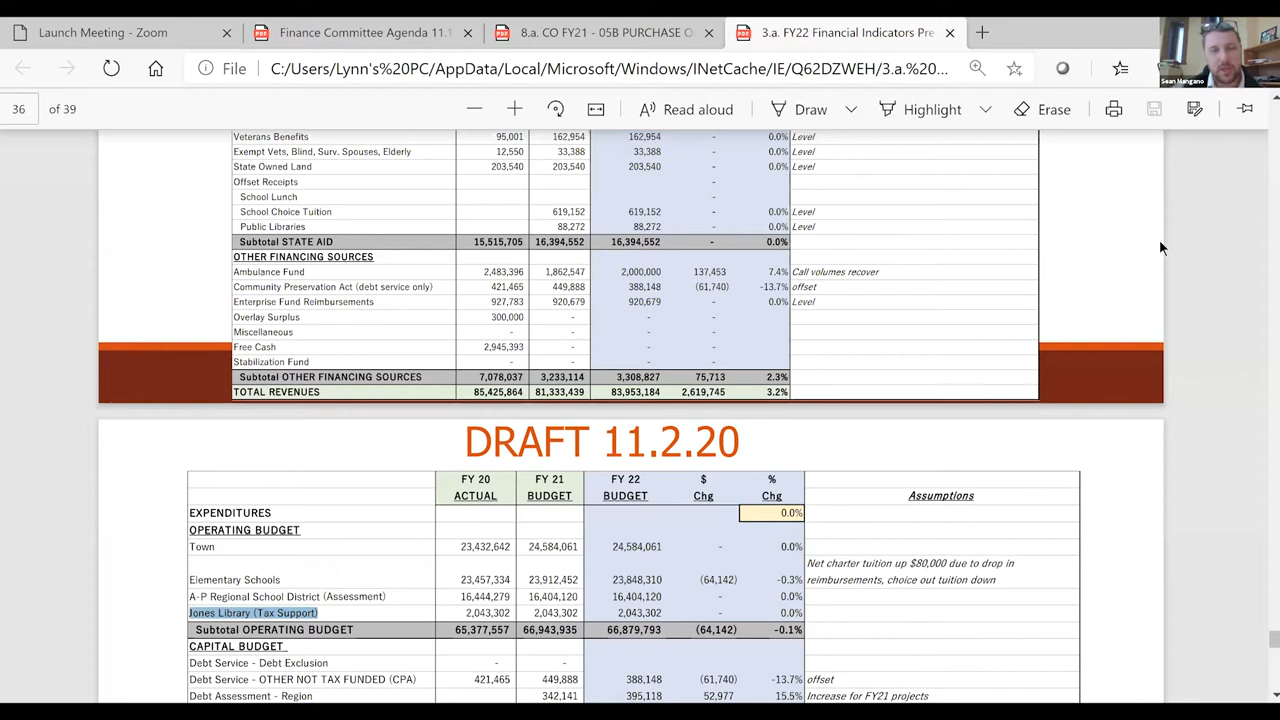 Launch Meeting - Zoom
Finance Committee Agenda 11.1
8.a. CO FY21 - 05B PURCHASE O
3.a. FY22 Financial Indicators Pre
Sean Mangano
File C:/Users/Lynn's%20PC/AppData/Local/Microsoft/Windows/INetCache/IE/Q62DZWEH/3.a.%20...
36 of 39 Read aloud Draw Highlight Erase
Veterans Benefits 95,001 162,954 162,954 - 0.0% Level
Exempt Vets, Blind, Surv. Spouses, Elderly 12,550 33,388 33,388 - 0.0% Level
State Owned Land 203,540 203,540 203,540 - 0.0% Level
Offset Receipts -
School Lunch -
School Choice Tuition 619,152 619,152 - 0.0% Level
Public Libraries 88,272 88,272 - 0.0% Level
Subtotal STATE AID 15,515,705 16,394,552 16,394,552 - 0.0%
OTHER FINANCING SOURCES
Ambulance Fund 2,483,396 1,862,547 2,000,000 137,453 7.4% Call volumes recover
Community Preservation Act (debt service only) 421,465 449,888 388,148 (61,740) -13.7% offset
Enterprise Fund Reimbursements 927,783 920,679 920,679 - 0.0% Level
Overlay Surplus 300,000 - - -
Miscellaneous - - - -
Free Cash 2,945,393 - - -
Stabilization Fund - - - -
Subtotal OTHER FINANCING SOURCES 7,078,037 3,233,114 3,308,827 75,713 2.3%
TOTAL REVENUES 85,425,864 81,333,439 83,953,184 2,619,745 3.2%
DRAFT 11.2.20
FY 20 FY 21 FY 22 $ %
ACTUAL BUDGET BUDGET Chg Chg Assumptions
EXPENDITURES 0.0%
OPERATING BUDGET
Town 23,432,642 24,584,061 24,584,061 - 0.0%
Net charter tuition up $80,000 due to drop in
Elementary Schools 23,457,334 23,912,452 23,848,310 (64,142) -0.3% reimbursements, choice out tuition down
A-P Regional School District (Assessment) 16,444,279 16,404,120 16,404,120 - 0.0%
Jones Library (Tax Support) 2,043,302 2,043,302 2,043,302 - 0.0%
Subtotal OPERATING BUDGET 65,377,557 66,943,935 66,879,793 (64,142) -0.1%
CAPITAL BUDGET
Debt Service - Debt Exclusion - -
Debt Service - OTHER NOT TAX FUNDED (CPA) 421,465 449,888 388,148 (61,740) -13.7% offset
Debt Assessment - Region 342,141 395,118 52,977 15.5% Increase for FY21 projects